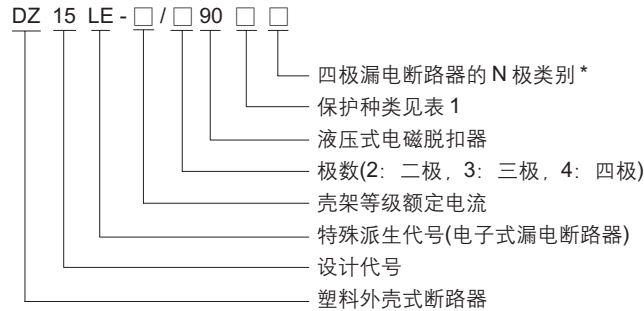 DZ 15 LE - □ / □ 90 □ □
四极漏电断路器的 N 极类别 *
保护种类见表 1
液压式电磁脱扣器
极数(2：二极，3：三极，4：四极)
壳架等级额定电流
特殊派生代号(电子式漏电断路器)
设计代号
塑料外壳式断路器